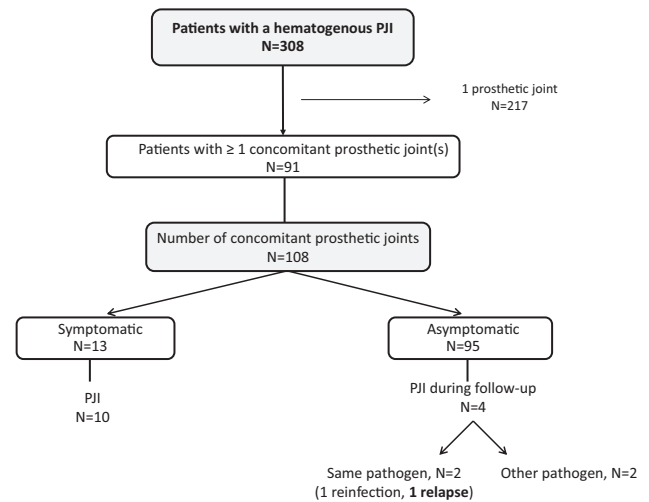 Patients with a hematogenous PJI
N=308
1 prosthetic joint
N=217
Patients with ≥ 1 concomitant prosthetic joint(s)
N=91
Number of concomitant prosthetic joints
N=108
Symptomatic
N=13
Asymptomatic
N=95
PJI
N=10
PJI during follow-up
N=4
Same pathogen, N=2
(1 reinfection, 1 relapse)
Other pathogen, N=2